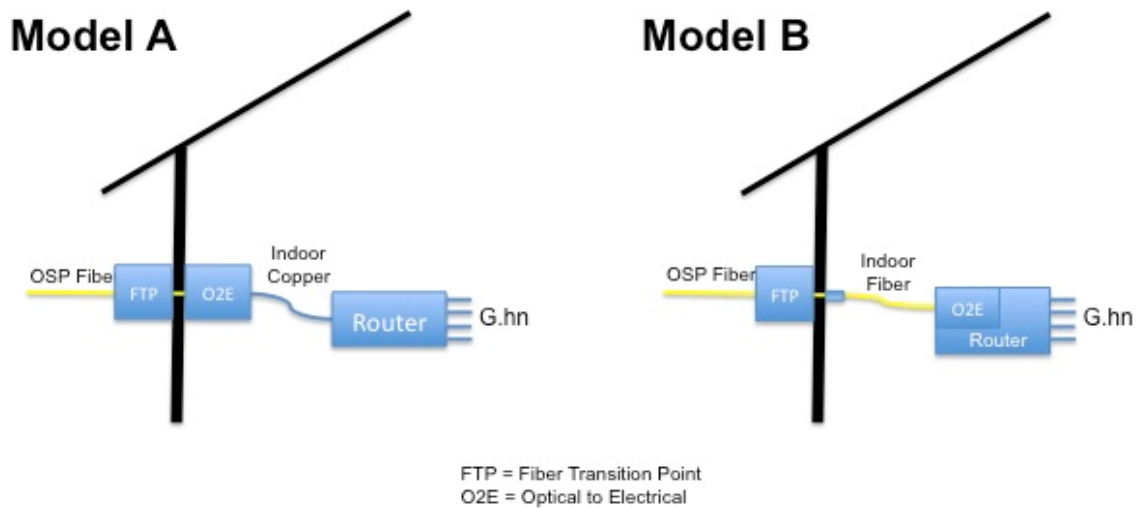 Model A
OSP Fibe
FTP
O2E
Indoor
Copper
Router
G.hn
Model B
OSP Fiber
FTP
Indoor
Fiber
O2E
Router
G.hn
FTP = Fiber Transition Point
O2E = Optical to Electrical